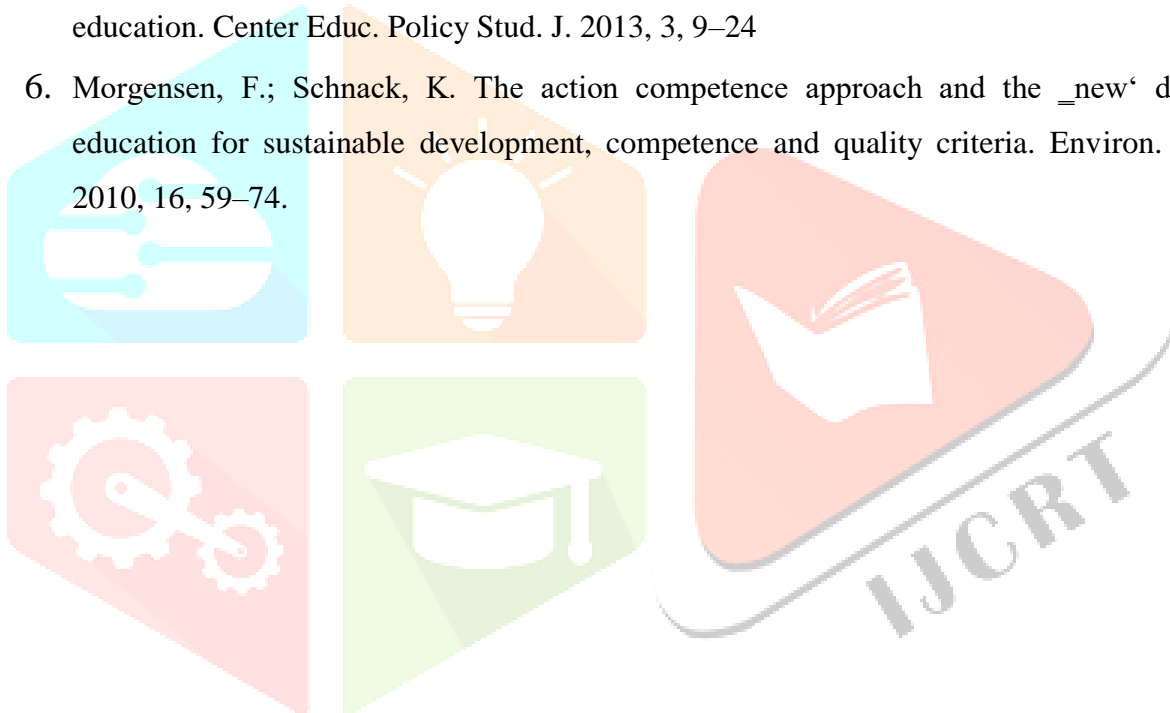 education. Center Educ. Policy Stud. J. 2013, 3, 9–24
6. Morgensen, F.; Schnack, K. The action competence approach and the ‗new‘ d
education for sustainable development, competence and quality criteria. Environ.
2010, 16, 59–74.
IJCRT